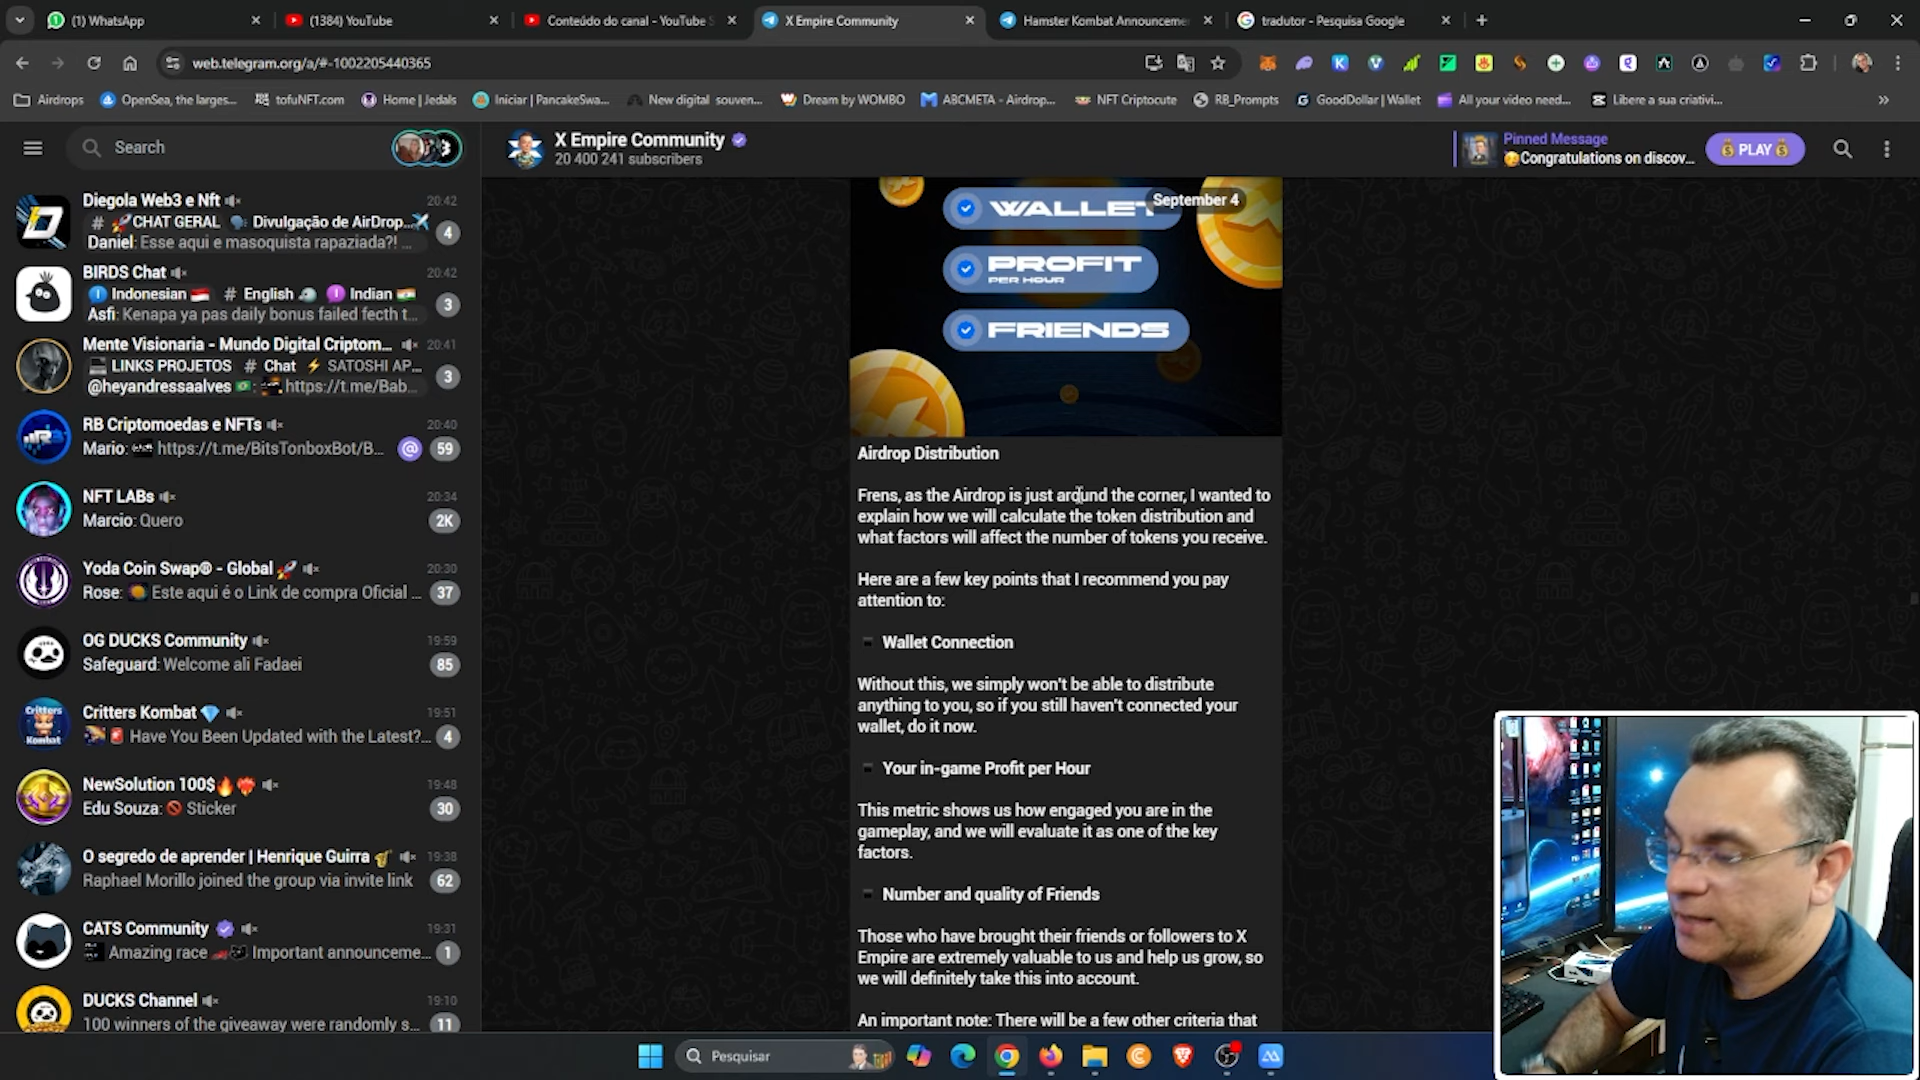 (1) WhatsApp
(1384) YouTube
Conteúdo do canal - YouTube S
X Empire Community
Hamster Kombat Announceme
tradutor - Pesquisa Google
web.telegram.org/a/#-1002205440365
Airdrops
OpenSea, the larges...
tofuNFT.com
Home | Jedals
Iniciar | PancakeSwa...
New digital souven...
Dream by WOMBO
ABCMETA - Airdrop...
NFT Criptocute
RB_Prompts
GoodDollar | Wallet
All your video need...
Libere a sua criativi...
Search
X Empire Community
20 400 241 subscribers
Pinned Message
🥳Congratulations on discov...
💰PLAY💰
Diegola Web3 e Nft
20:42
# 🚀CHAT GERAL 🗣 Divulgação de AirDrop...✈️
Daniel: Esse aqui e masoquista rapaziada?! ...
4
BIRDS Chat
20:42
Indonesian 🇮🇩 # English Indian 🇮🇳
Asfi: Kenapa ya pas daily bonus failed fecth t...
3
Mente Visionaria - Mundo Digital Criptom...
20:41
LINKS PROJETOS # Chat ⚡ SATOSHI AP...
@heyandressaalves 🇧🇷: https://t.me/Bab...
3
RB Criptomoedas e NFTs
20:40
Mario: https://t.me/BitsTonboxBot/B...
@ 59
NFT LABs
20:34
Marcio: Quero
2K
Yoda Coin Swap® - Global 🚀
20:30
Rose: Este aqui é o Link de compra Oficial ...
37
OG DUCKS Community
19:59
Safeguard: Welcome ali Fadaei
85
Critters Kombat 💎
19:51
🚨 Have You Been Updated with the Latest?...
4
NewSolution 100$🔥❤️‍🔥
19:48
Edu Souza: 🚫 Sticker
30
O segredo de aprender | Henrique Guirra 🎷
19:38
Raphael Morillo joined the group via invite link
62
CATS Community
19:31
Amazing race Important announceme...
1
DUCKS Channel
19:10
100 winners of the giveaway were randomly s...
11
September 4
WALLET
PROFIT
PER HOUR
FRIENDS
Airdrop Distribution
Frens, as the Airdrop is just around the corner, I wanted to
explain how we will calculate the token distribution and
what factors will affect the number of tokens you receive.
Here are a few key points that I recommend you pay
attention to:
▪️ Wallet Connection
Without this, we simply won't be able to distribute
anything to you, so if you still haven't connected your
wallet, do it now.
▪️ Your in-game Profit per Hour
This metric shows us how engaged you are in the
gameplay, and we will evaluate it as one of the key
factors.
▪️ Number and quality of Friends
Those who have brought their friends or followers to X
Empire are extremely valuable to us and help us grow, so
we will definitely take this into account.
An important note: There will be a few other criteria that
Pesquisar